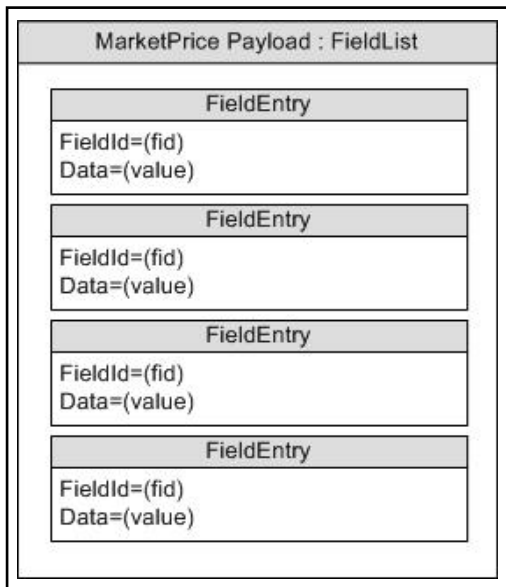 MarketPrice Payload : FieldList
FieldEntry
FieldId=(fid)
Data=(value)
FieldEntry
FieldId=(fid)
Data=(value)
FieldEntry
FieldId=(fid)
Data=(value)
FieldEntry
FieldId=(fid)
Data=(value)